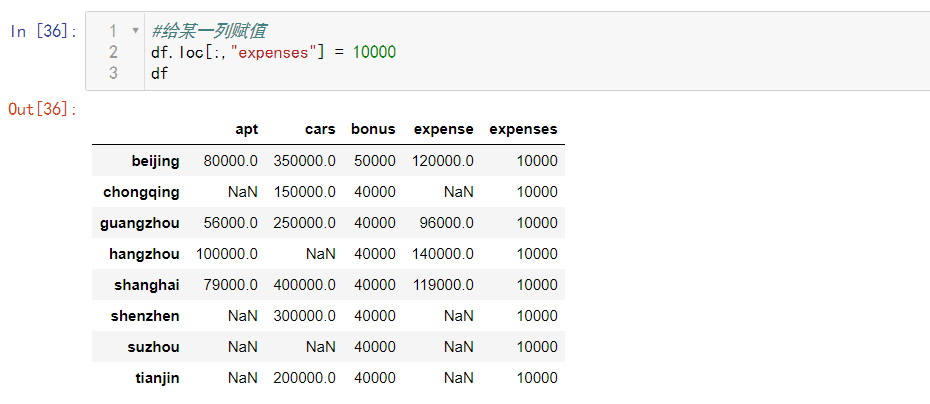 In [36]:
1 #给某一列赋值
2 df.loc[:,"expenses"] = 10000
3 df
Out[36]:
apt cars bonus expense expenses
beijing 80000.0 350000.0 50000 120000.0 10000
chongqing NaN 150000.0 40000 NaN 10000
guangzhou 56000.0 250000.0 40000 96000.0 10000
hangzhou 100000.0 NaN 40000 140000.0 10000
shanghai 79000.0 400000.0 40000 119000.0 10000
shenzhen NaN 300000.0 40000 NaN 10000
suzhou NaN NaN 40000 NaN 10000
tianjin NaN 200000.0 40000 NaN 10000